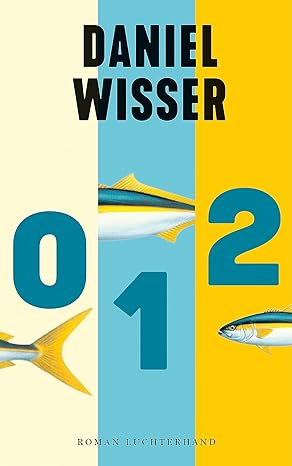 DANIEL
WISSER
0 1 2
ROMAN LUCHTERHAND